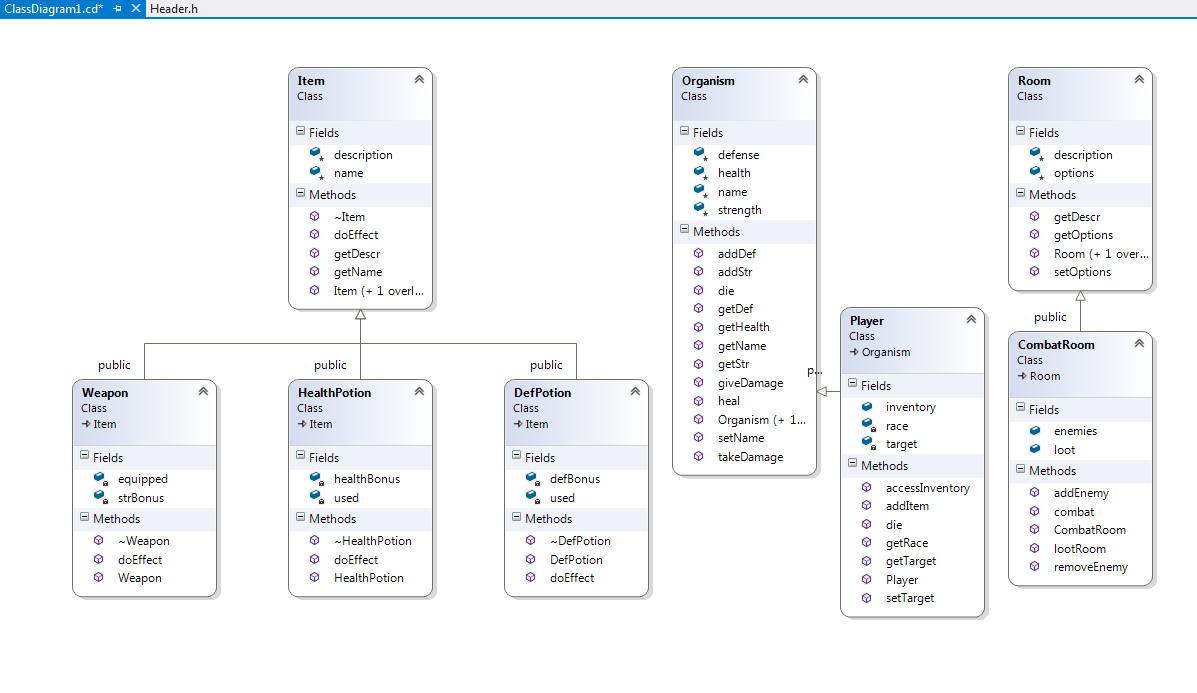 ClassDiagram1.cd*
Header.h
Item
Class
Fields
description
name
Methods
~Item
doEffect
getDescr
getName
Item (+ 1 overl...
Organism
Class
Fields
defense
health
name
strength
Methods
addDef
addStr
die
getDef
getHealth
getName
getStr
giveDamage
heal
Organism (+ 1...
setName
takeDamage
Room
Class
Fields
description
options
Methods
getDescr
getOptions
Room (+ 1 over...
setOptions
public
public
public
p...
public
Weapon
Class
Item
Fields
equipped
strBonus
Methods
~Weapon
doEffect
Weapon
HealthPotion
Class
Item
Fields
healthBonus
used
Methods
~HealthPotion
doEffect
HealthPotion
DefPotion
Class
Item
Fields
defBonus
used
Methods
~DefPotion
DefPotion
doEffect
Player
Class
Organism
Fields
inventory
race
target
Methods
accessInventory
addItem
die
getRace
getTarget
Player
setTarget
CombatRoom
Class
Room
Fields
enemies
loot
Methods
addEnemy
combat
CombatRoom
lootRoom
removeEnemy